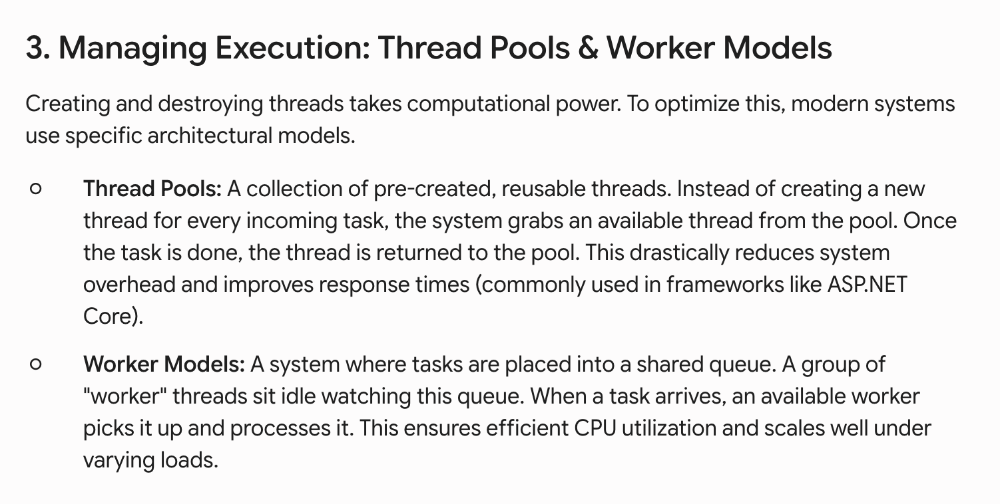 3. Managing Execution: Thread Pools & Worker Models
Creating and destroying threads takes computational power. To optimize this, modern systems
use specific architectural models.
Thread Pools: A collection of pre-created, reusable threads. Instead of creating a new
thread for every incoming task, the system grabs an available thread from the pool. Once
the task is done, the thread is returned to the pool. This drastically reduces system
overhead and improves response times (commonly used in frameworks like ASP.NET
Core).
Worker Models: A system where tasks are placed into a shared queue. A group of
"worker" threads sit idle watching this queue. When a task arrives, an available worker
picks it up and processes it. This ensures efficient CPU utilization and scales well under
varying loads.